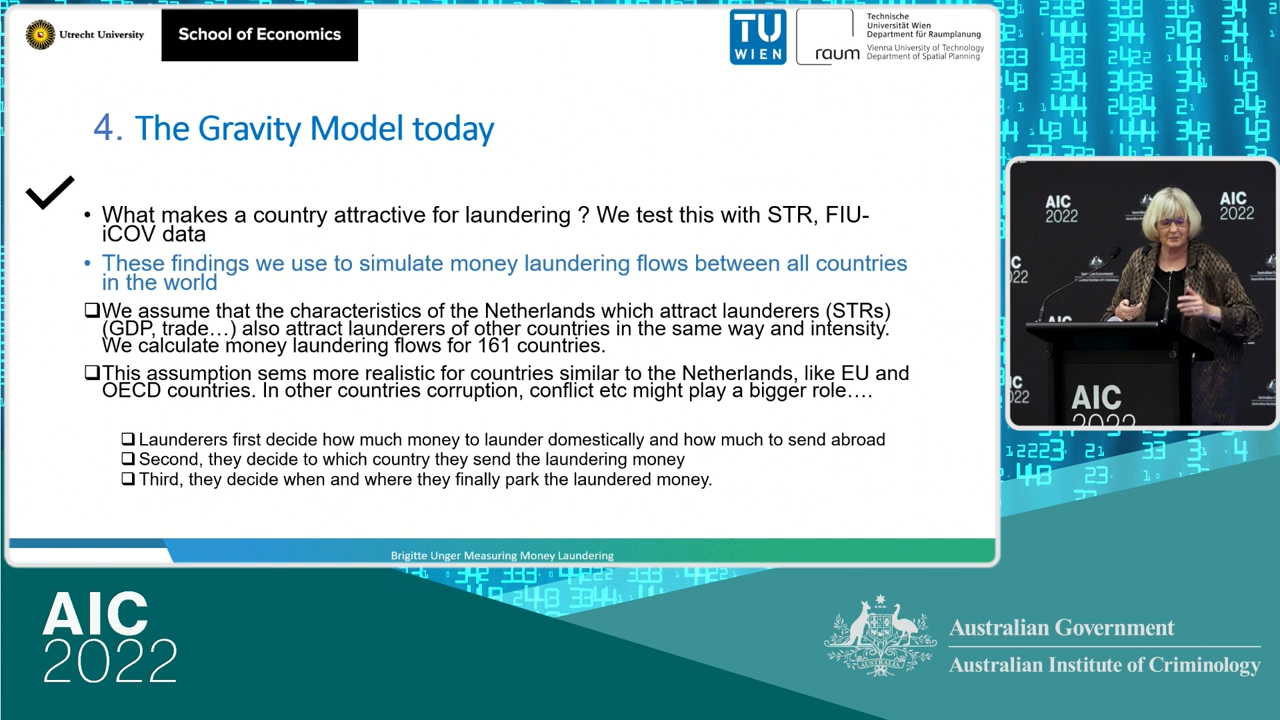 Utrecht University
School of Economics
TU
WIEN
raum
Technische
Universität Wien
Department für Raumplanung
Vienna University of Technology
Department of Spatial Planning
4. The Gravity Model today
• What makes a country attractive for laundering ? We test this with STR, FIU-
iCOV data
• These findings we use to simulate money laundering flows between all countries
in the world
We assume that the characteristics of the Netherlands which attract launderers (STRs)
(GDP, trade…) also attract launderers of other countries in the same way and intensity.
We calculate money laundering flows for 161 countries.
This assumption sems more realistic for countries similar to the Netherlands, like EU and
OECD countries. In other countries corruption, conflict etc might play a bigger role….
Launderers first decide how much money to launder domestically and how much to send abroad
Second, they decide to which country they send the laundering money
Third, they decide when and where they finally park the laundered money.
Brigitte Unger Measuring Money Laundering
AIC
2022
AIC
2022
AIC
2022
AIC
2022
Australian Government
Australian Institute of Criminology